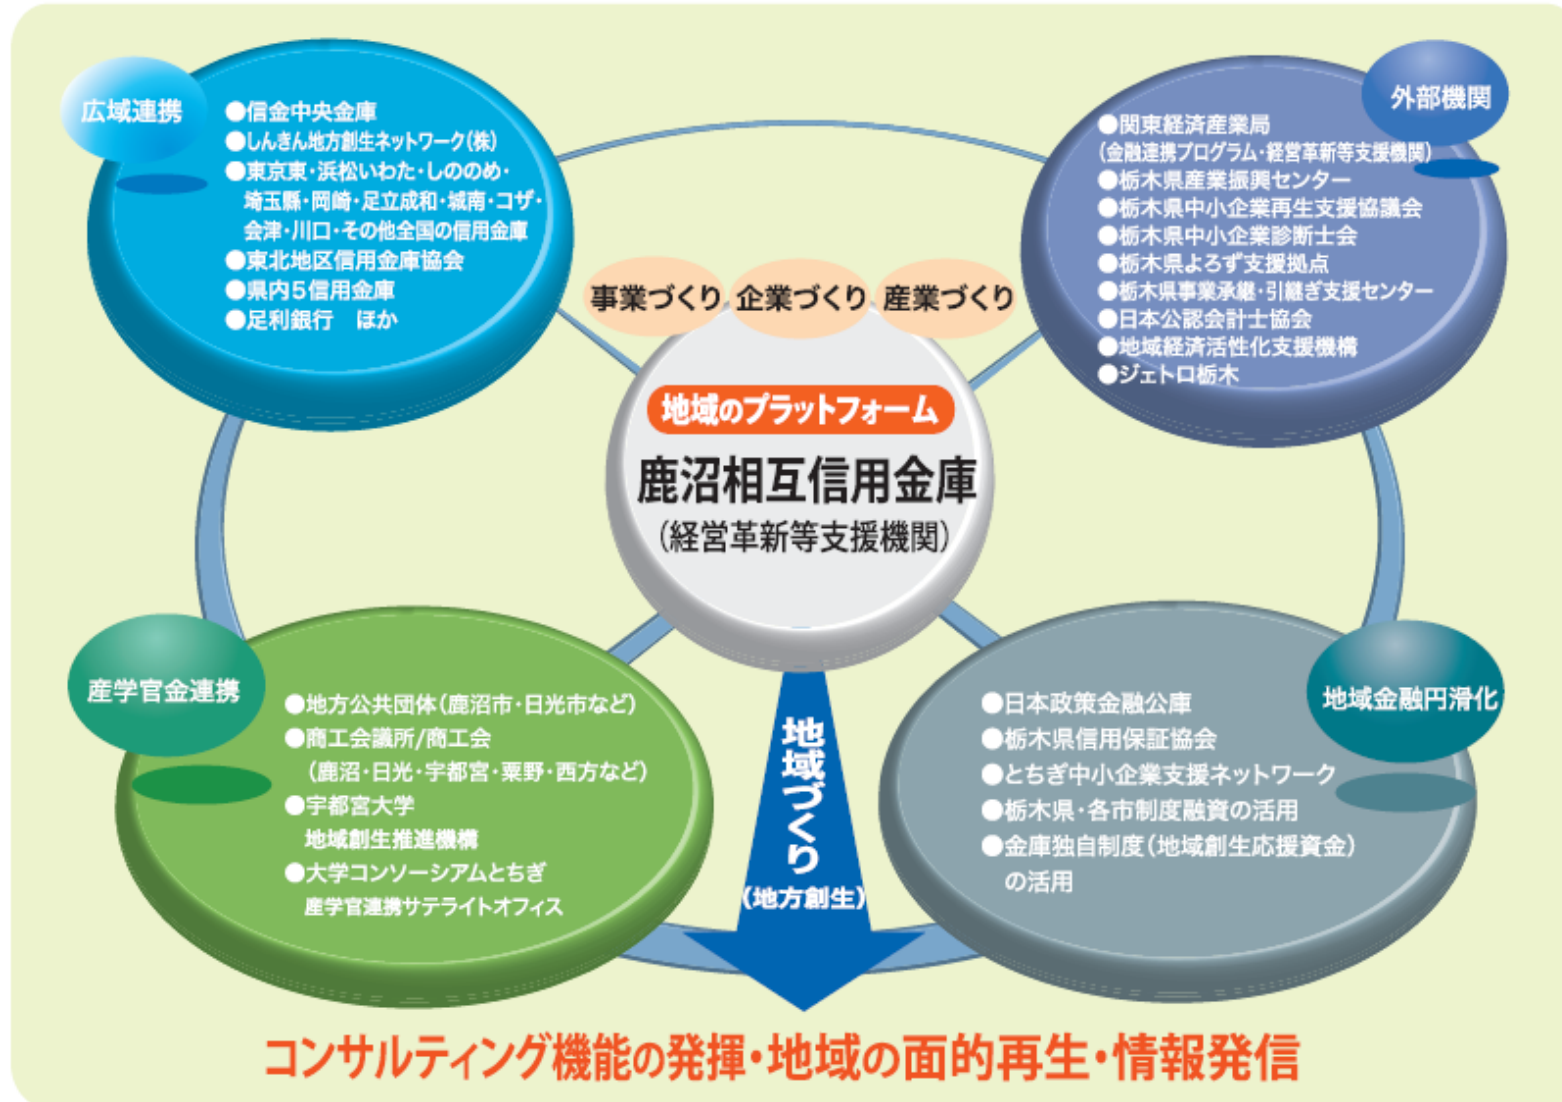 広域連携
●信金中央金庫
●しんきん地方創生ネットワーク(株)
●東京東・浜松いわた・しののめ・
埼玉縣・岡崎・足立成和・城南・コザ・
会津・川口・その他全国の信用金庫
●東北地区信用金庫協会
●県内5信用金庫
●足利銀行　ほか
外部機関
●関東経済産業局
(金融連携プログラム・経営革新等支援機関)
●栃木県産業振興センター
●栃木県中小企業再生支援協議会
●栃木県中小企業診断士会
●栃木県よろず支援拠点
●栃木県事業承継・引継ぎ支援センター
●日本公認会計士協会
●地域経済活性化支援機構
●ジェトロ栃木
事業づくり
企業づくり
産業づくり
地域のプラットフォーム
鹿沼相互信用金庫
(経営革新等支援機関)
産学官金連携
●地方公共団体(鹿沼市・日光市など)
●商工会議所/商工会
(鹿沼・日光・宇都宮・粟野・西方など)
●宇都宮大学
地域創生推進機構
●大学コンソーシアムとちぎ
産学官連携サテライトオフィス
地域づくり
(地方創生)
地域金融円滑化
●日本政策金融公庫
●栃木県信用保証協会
●とちぎ中小企業支援ネットワーク
●栃木県・各市制度融資の活用
●金庫独自制度(地域創生応援資金)
の活用
コンサルティング機能の発揮・地域の面的再生・情報発信